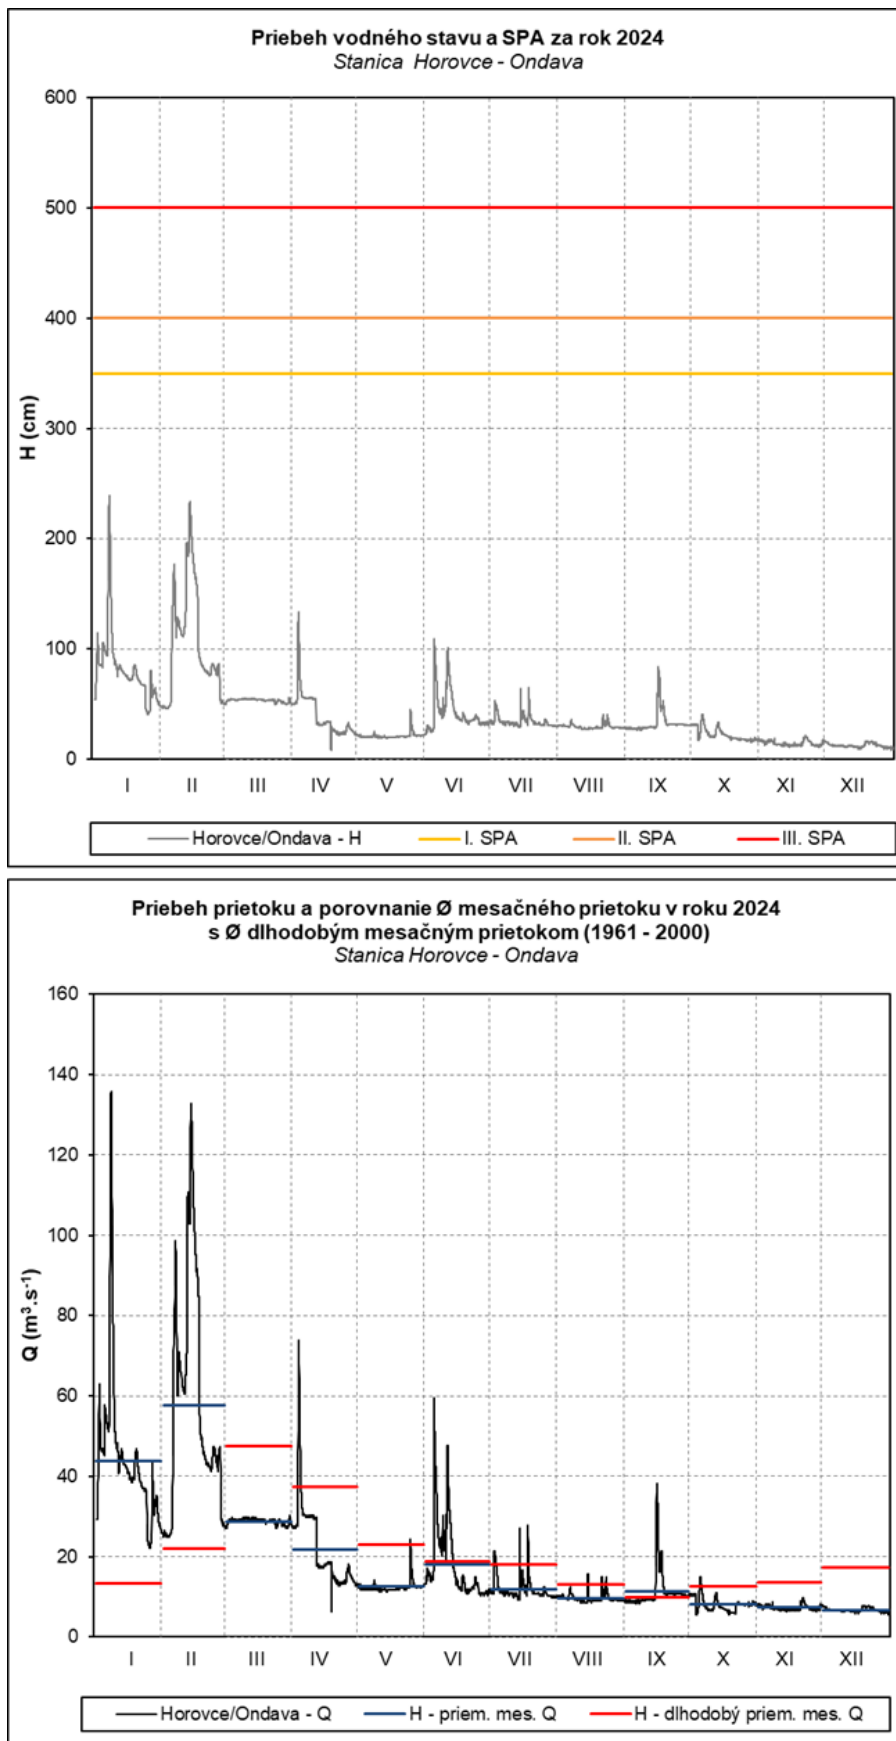 Priebeh vodného stavu a SPA za rok 2024
Stanica Horovce - Ondava
600
500
400
300
200
100
0
H (cm)
I II III IV V VI VII VIII IX X XI XII
Horovce/Ondava - H I. SPA II. SPA III. SPA
Priebeh prietoku a porovnanie Ø mesačného prietoku v roku 2024
s Ø dlhodobým mesačným prietokom (1961 - 2000)
Stanica Horovce - Ondava
160
140
120
100
80
60
40
20
0
Q (m³.s⁻¹)
I II III IV V VI VII VIII IX X XI XII
Horovce/Ondava - Q H - priem. mes. Q H - dlhodobý priem. mes. Q